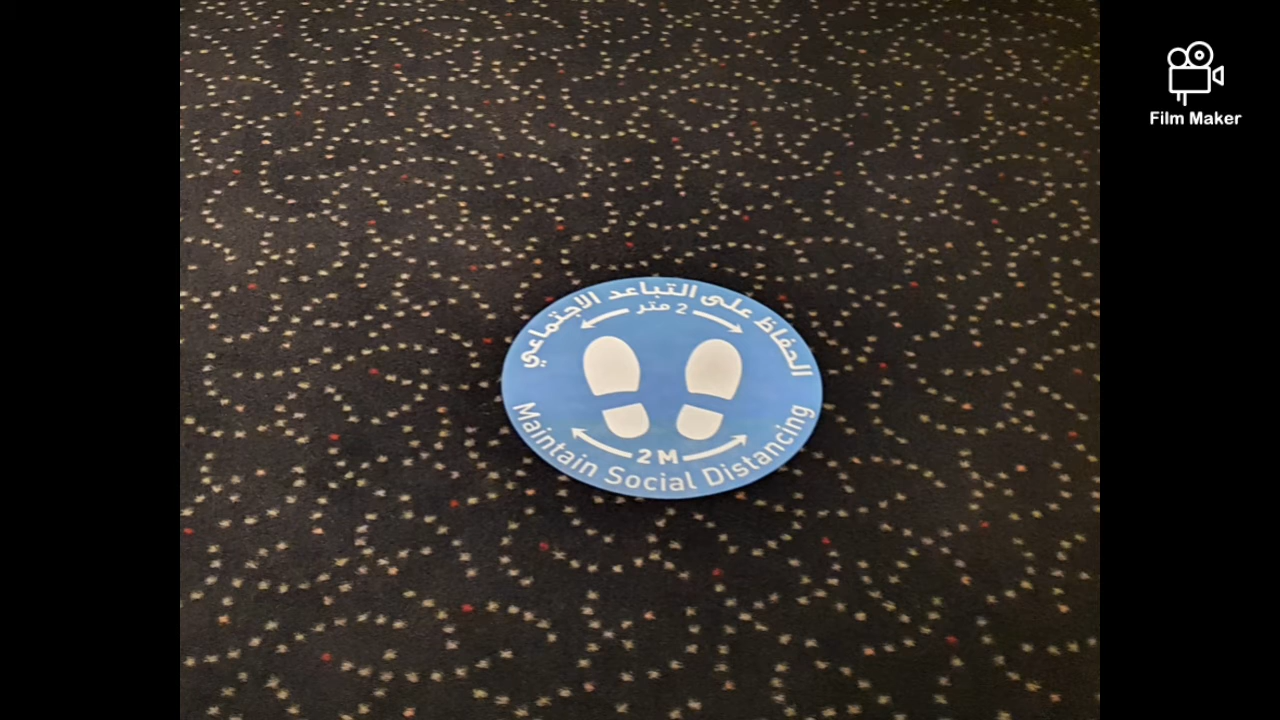 الحفاظ على التباعد الاجتماعي
2 متر
2 M
Maintain Social Distancing
Film Maker